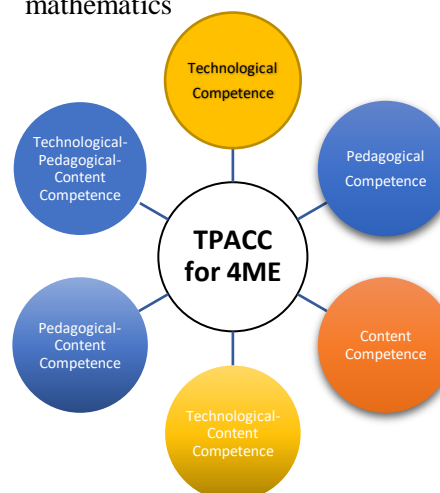 mathematics
Technological
Competence
Technological-
Pedagogical-
Content
Competence
Pedagogical
Competence
TPACC
for 4ME
Pedagogical-
Content
Competence
Content
Competence
Technological-
Content
Competence